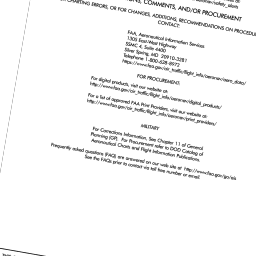 IONS, COMMENTS, AND/OR PROCUREMENT
CHARTING ERRORS, OR FOR CHANGES, ADDITIONS, RECOMMENDATIONS ON PROCEDU
CONTACT:
FAA, Aeronautical Information Services
1305 East-West Highway
SSMC 4, Suite 4400
Silver Spring, MD 20910-3281
Telephone 1-800-638-8972
https://www.faa.gov/air_traffic/flight_info/aeronav/aero_data/
FOR PROCUREMENT:
For digital products, visit our website at:
http://www.faa.gov/air_traffic/flight_info/aeronav/digital_products/
For a list of approved FAA Print Providers, visit our website at:
http://www.faa.gov/air_traffic/flight_info/aeronav/print_providers/
MILITARY
For Corrections Information, See Chapter 11 of General
Planning (GP). For Procurement refer to DOD Catalog of
Aeronautical Charts and Flight Information Publications.
Frequently asked questions (FAQ) are answered on our web site at http://www.faa.gov/go/ais
See the FAQs prior to contact via toll free number or email.